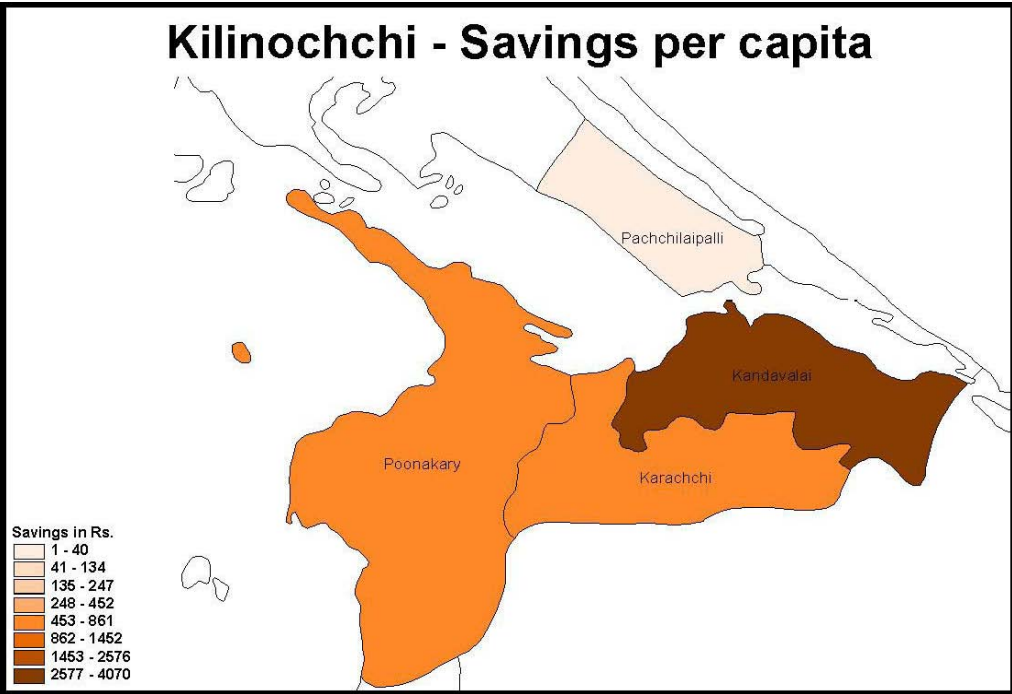 Kilinochchi - Savings per capita
Pachchilaipalli
Kandavalai
Poonakary
Karachchi
Savings in Rs.
1 - 40
41 - 134
135 - 247
248 - 452
453 - 861
862 - 1452
1453 - 2576
2577 - 4070